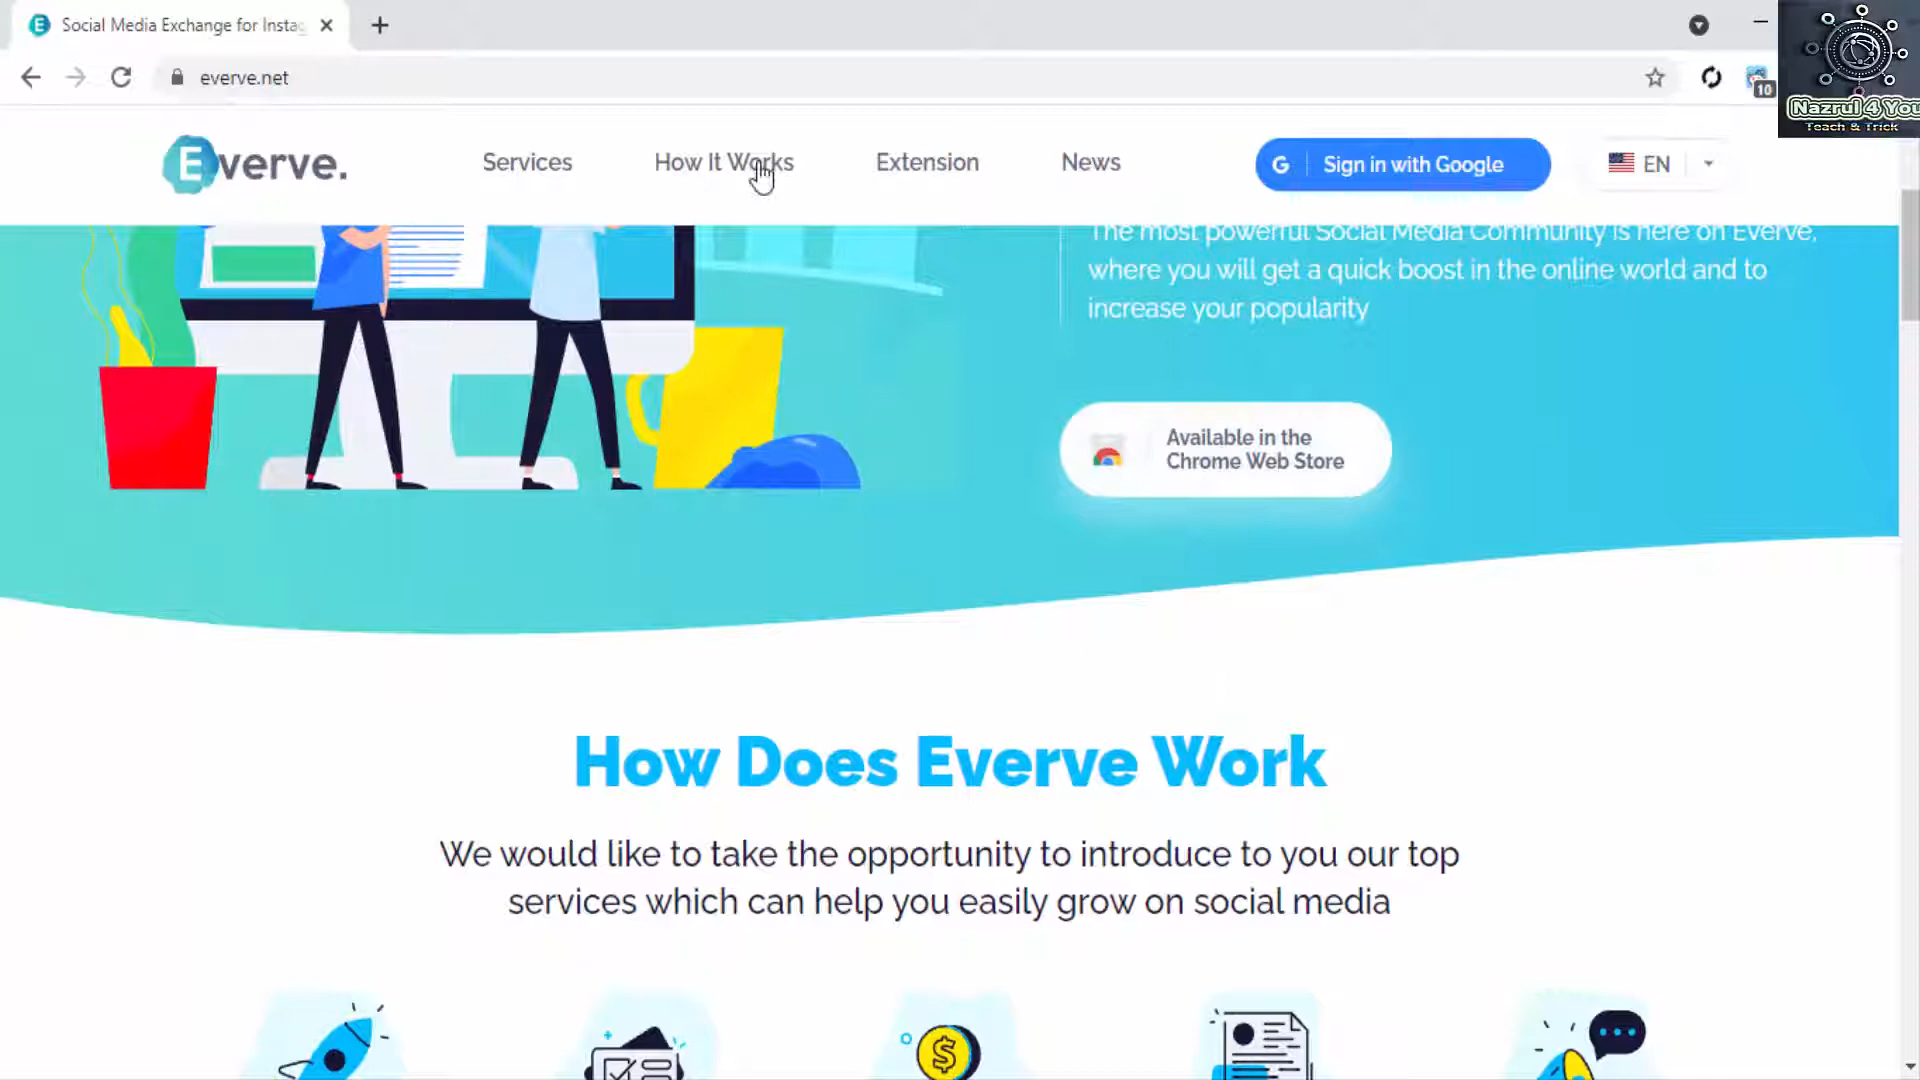 Social Media Exchange for Insta
everve.net
10
Nazrul 4 You
Teach & Trick
Everve.
Services
How It Works
Extension
News
G
Sign in with Google
EN
The most powerful Social Media Community is here on Everve,
where you will get a quick boost in the online world and to
increase your popularity
Available in the
Chrome Web Store
How Does Everve Work
We would like to take the opportunity to introduce to you our top
services which can help you easily grow on social media